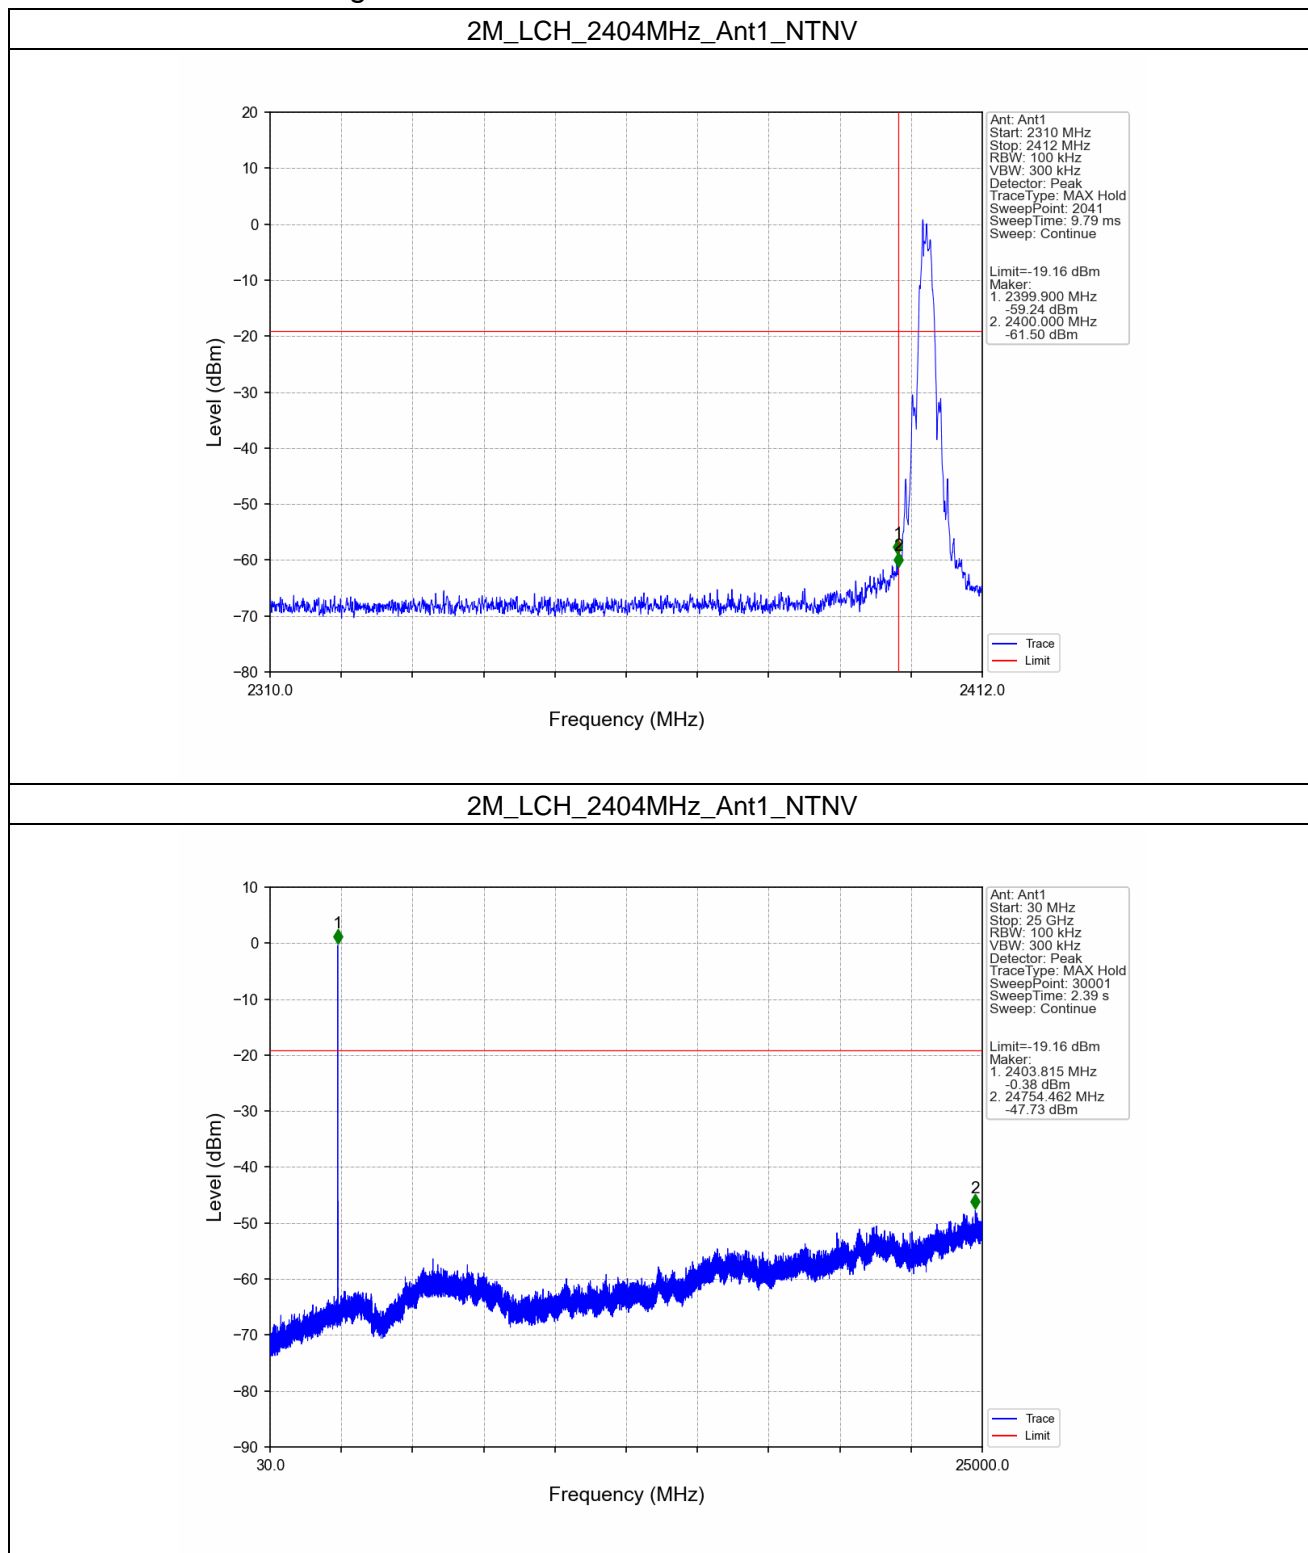 2M_LCH_2404MHz_Ant1_NTNV
20
10
0
−10
−20
−30
−40
−50
−60
−70
−80
Level (dBm)
1
2
2310.0
2412.0
Frequency (MHz)
Ant: Ant1
Start: 2310 MHz
Stop: 2412 MHz
RBW: 100 kHz
VBW: 300 kHz
Detector: Peak
TraceType: MAX Hold
SweepPoint: 2041
SweepTime: 9.79 ms
Sweep: Continue
Limit=-19.16 dBm
Maker:
1. 2399.900 MHz
-59.24 dBm
2. 2400.000 MHz
-61.50 dBm
Trace
Limit
2M_LCH_2404MHz_Ant1_NTNV
10
0
−10
−20
−30
−40
−50
−60
−70
−80
−90
Level (dBm)
1
2
30.0
25000.0
Frequency (MHz)
Ant: Ant1
Start: 30 MHz
Stop: 25 GHz
RBW: 100 kHz
VBW: 300 kHz
Detector: Peak
TraceType: MAX Hold
SweepPoint: 30001
SweepTime: 2.39 s
Sweep: Continue
Limit=-19.16 dBm
Maker:
1. 2403.815 MHz
-0.38 dBm
2. 24754.462 MHz
-47.73 dBm
Trace
Limit